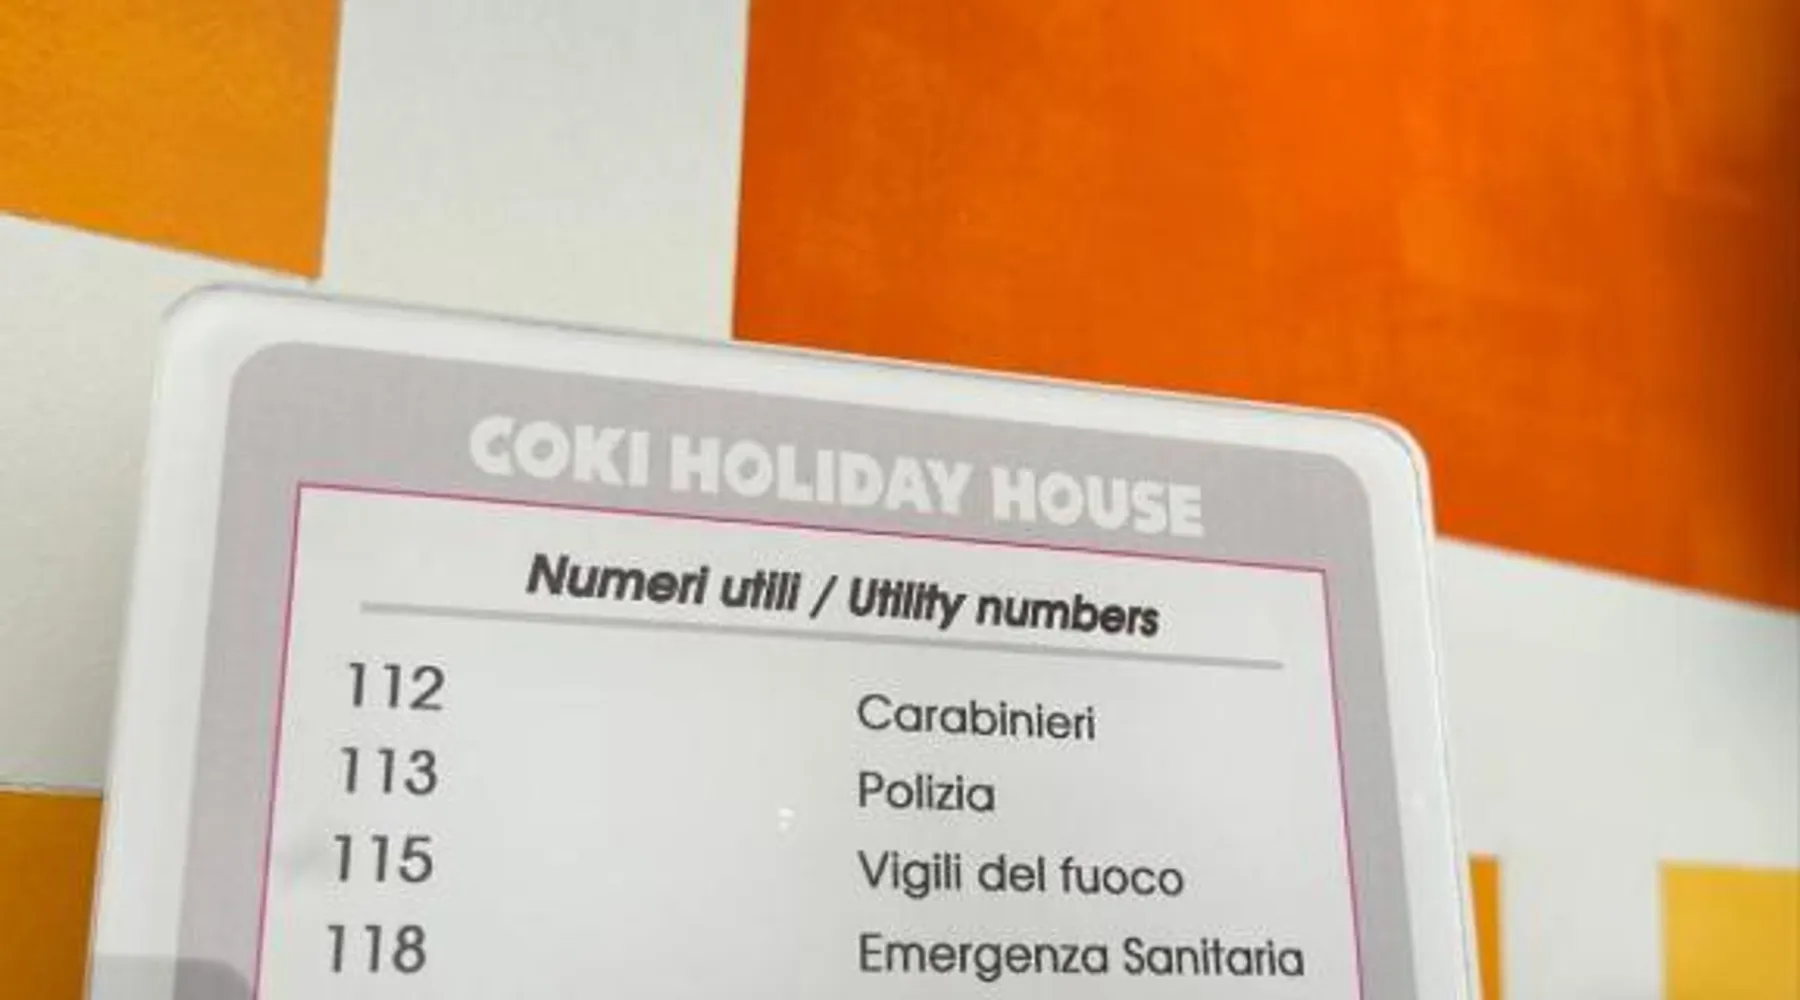 COKI HOLIDAY HOUSE
Numeri utili / Utility numbers
112 Carabinieri
113 Polizia
115 Vigili del fuoco
118 Emergenza Sanitaria